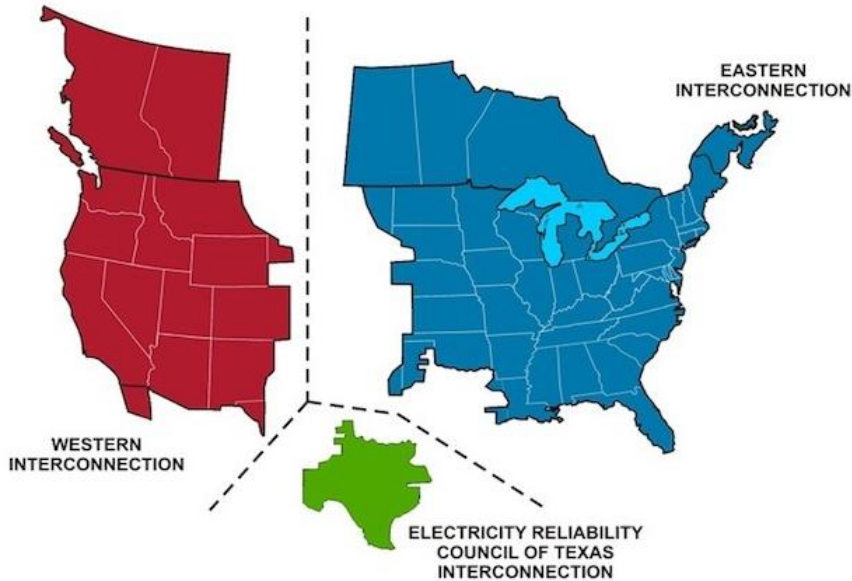 EASTERN
INTERCONNECTION
WESTERN
INTERCONNECTION
ELECTRICITY RELIABILITY
COUNCIL OF TEXAS
INTERCONNECTION